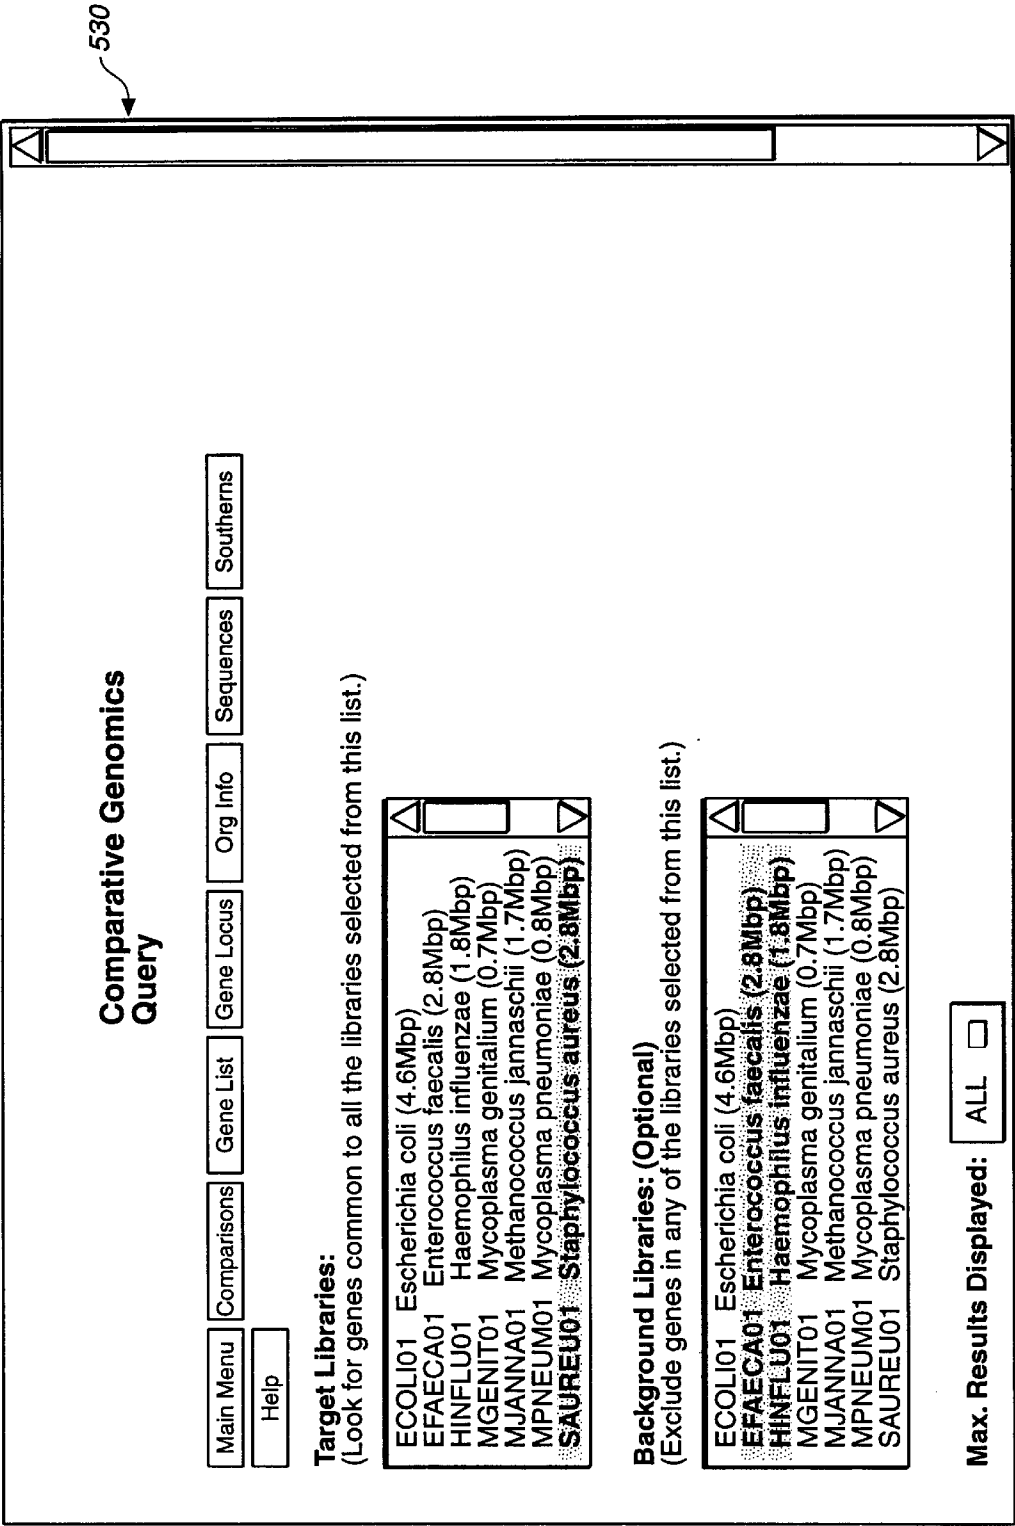 530
Comparative Genomics
Query
Main Menu Comparisons Gene List Gene Locus Org Info Sequences Southerns
Help
Target Libraries:
(Look for genes common to all the libraries selected from this list.)
ECOLI01 Escherichia coli (4.6Mbp)
EFAECA01 Enterococcus faecalis (2.8Mbp)
HINFLU01 Haemophilus influenzae (1.8Mbp)
MGENIT01 Mycoplasma genitalium (0.7Mbp)
MJANNA01 Methanococcus jannaschii (1.7Mbp)
MPNEUM01 Mycoplasma pneumoniae (0.8Mbp)
SAUREU01 Staphylococcus aureus (2.8Mbp)
Background Libraries: (Optional)
(Exclude genes in any of the libraries selected from this list.)
ECOLI01 Escherichia coli (4.6Mbp)
EFAECA01 Enterococcus faecalis (2.8Mbp)
HINFLU01 Haemophilus influenzae (1.8Mbp)
MGENIT01 Mycoplasma genitalium (0.7Mbp)
MJANNA01 Methanococcus jannaschii (1.7Mbp)
MPNEUM01 Mycoplasma pneumoniae (0.8Mbp)
SAUREU01 Staphylococcus aureus (2.8Mbp)
Max. Results Displayed: ALL